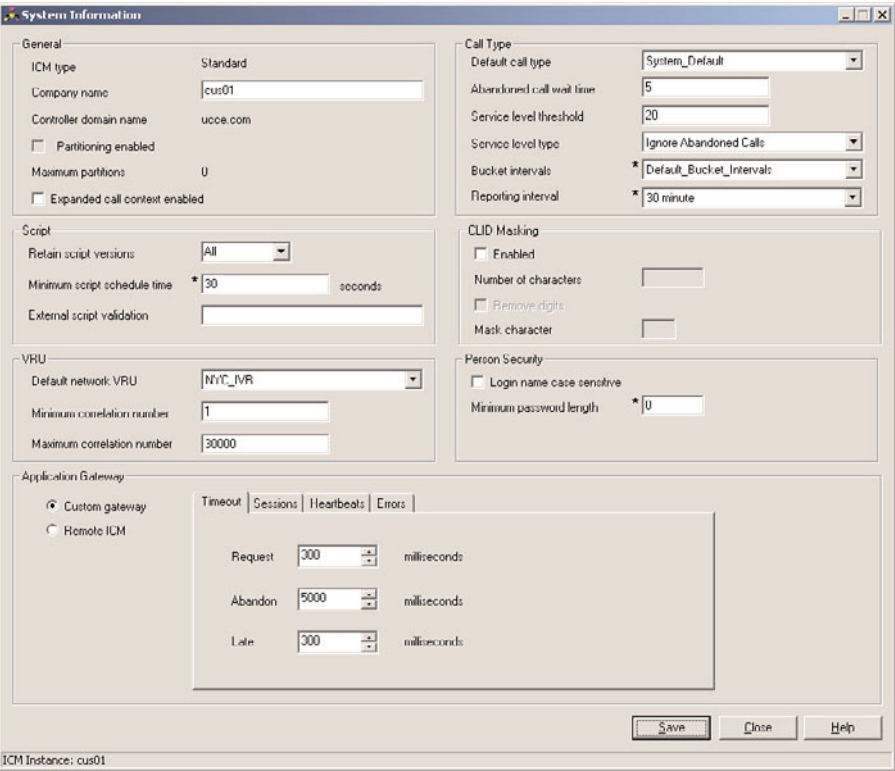 System Information
General
ICM type Standard
Company name cus01
Controller domain name ucce.com
Partitioning enabled
Maximum partitions 0
Expanded call context enabled
Call Type
Default call type System_Default
Abandoned call wait time 5
Service level threshold 20
Service level type Ignore Abandoned Calls
Bucket intervals * Default_Bucket_Intervals
Reporting interval * 30 minute
Script
Retain script versions All
Minimum script schedule time * 30 seconds
External script validation
CLID Masking
Enabled
Number of characters
Remove digits
Mask character
VRU
Default network VRU NYC_IVR
Minimum correlation number 1
Maximum correlation number 30000
Person Security
Login name case sensitive
Minimum password length * 0
Application Gateway
Custom gateway
Remote ICM
Timeout Sessions Heartbeats Errors
Request 300 milliseconds
Abandon 5000 milliseconds
Late 300 milliseconds
Save Close Help
ICM Instance: cus01